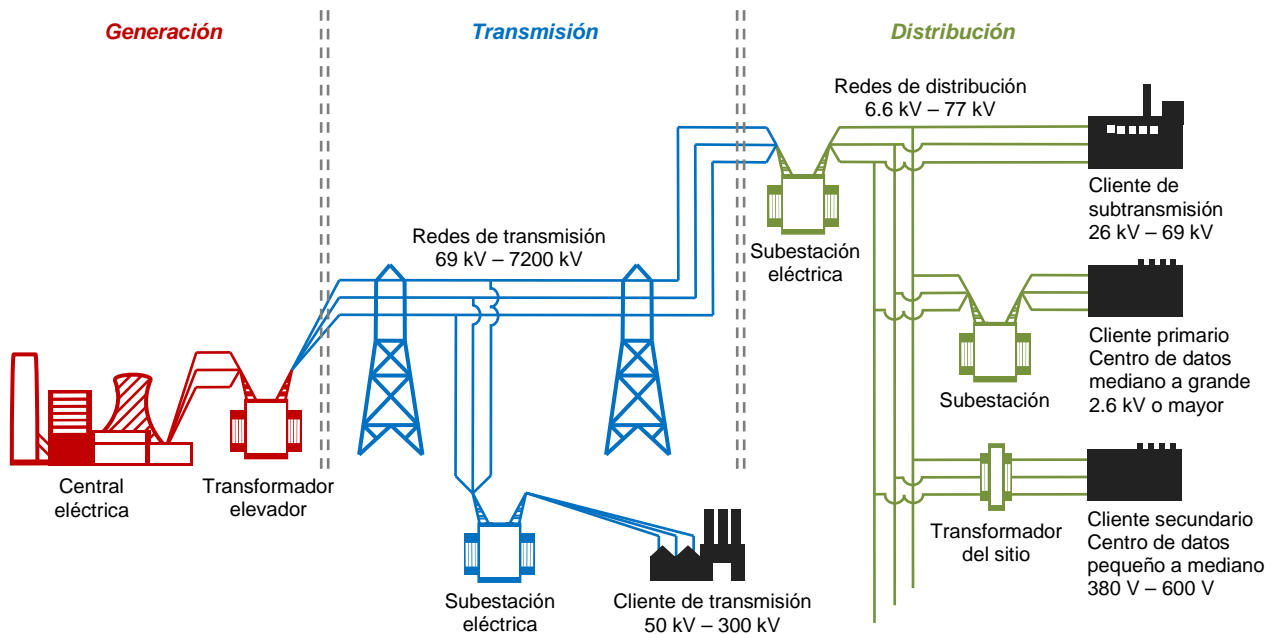 Generación
Transmisión
Distribución
Redes de distribución
6.6 kV – 77 kV
Cliente de
subtransmisión
26 kV – 69 kV
Subestación
eléctrica
Redes de transmisión
69 kV – 7200 kV
Cliente primario
Centro de datos
mediano a grande
2.6 kV o mayor
Subestación
Central
eléctrica
Transformador
elevador
Transformador
del sitio
Cliente secundario
Centro de datos
pequeño a mediano
380 V – 600 V
Subestación
eléctrica
Cliente de transmisión
50 kV – 300 kV